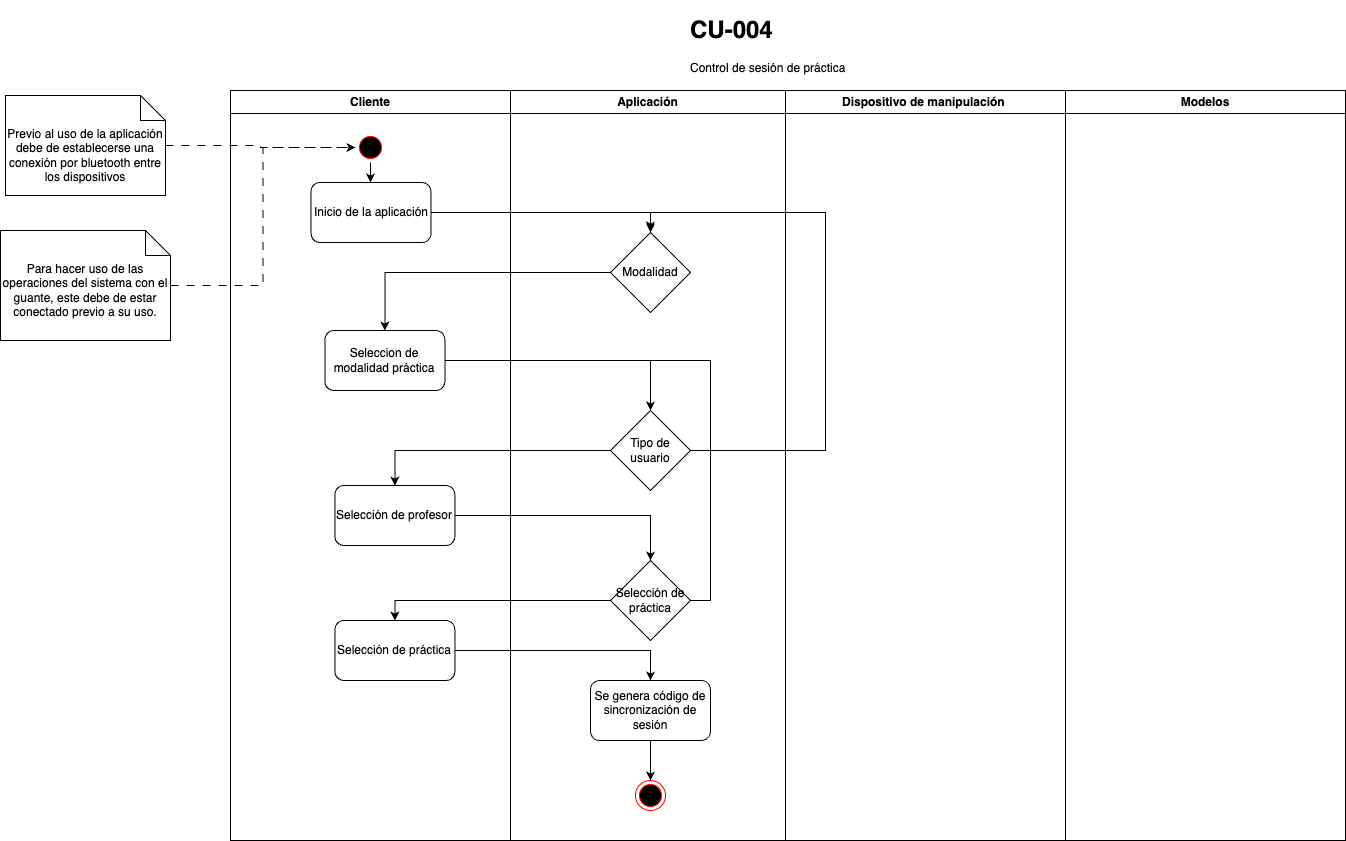 CU-004
Control de sesión de práctica
Cliente
Aplicación
Dispositivo de manipulación
Modelos
Previo al uso de la aplicación
debe de establecerse una
conexión por bluetooth entre
los dispositivos
Inicio de la aplicación
Modalidad
Para hacer uso de las
operaciones del sistema con el
guante, este debe de estar
conectado previo a su uso.
Seleccion de
modalidad práctica
Tipo de
usuario
Selección de profesor
Selección de
práctica
Selección de práctica
Se genera código de
sincronización de
sesión